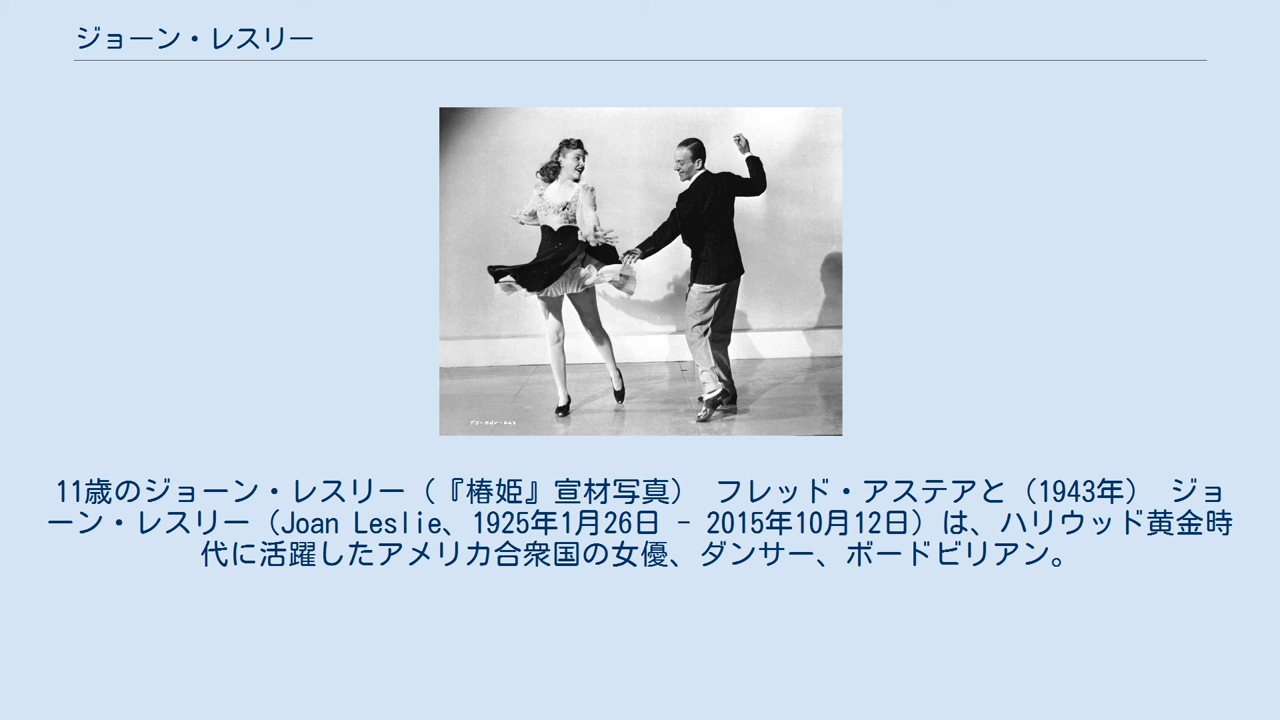 ジョーン・レスリー
11歳のジョーン・レスリー（『椿姫』宣材写真） フレッド・アステアと（1943年） ジョ
ーン・レスリー（Joan Leslie、1925年1月26日 - 2015年10月12日）は、ハリウッド黄金時
代に活躍したアメリカ合衆国の女優、ダンサー、ボードビリアン。